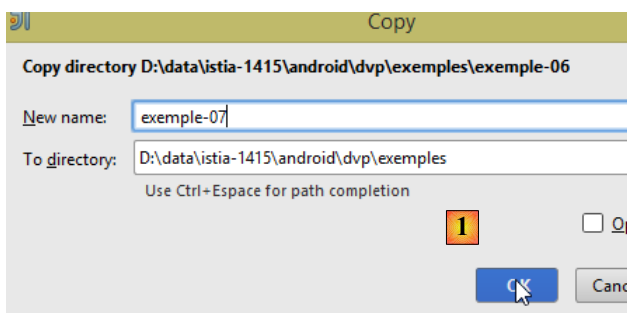 Copy
Copy directory D:\data\istia-1415\android\dvp\exemples\exemple-06
New name: exemple-07
To directory: D:\data\istia-1415\android\dvp\exemples
Use Ctrl+Espace for path completion
1
OK